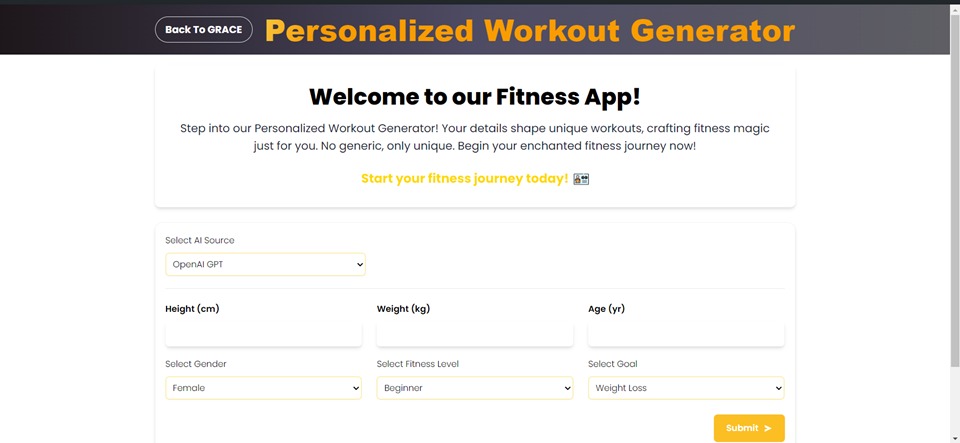 Back To GRACE
Personalized Workout Generator
Welcome to our Fitness App!
Step into our Personalized Workout Generator! Your details shape unique workouts, crafting fitness magic
just for you. No generic, only unique. Begin your enchanted fitness journey now!
Start your fitness journey today!
Select AI Source
OpenAI GPT
Height (cm) Weight (kg) Age (yr)
Select Gender Select Fitness Level Select Goal
Female Beginner Weight Loss
Submit